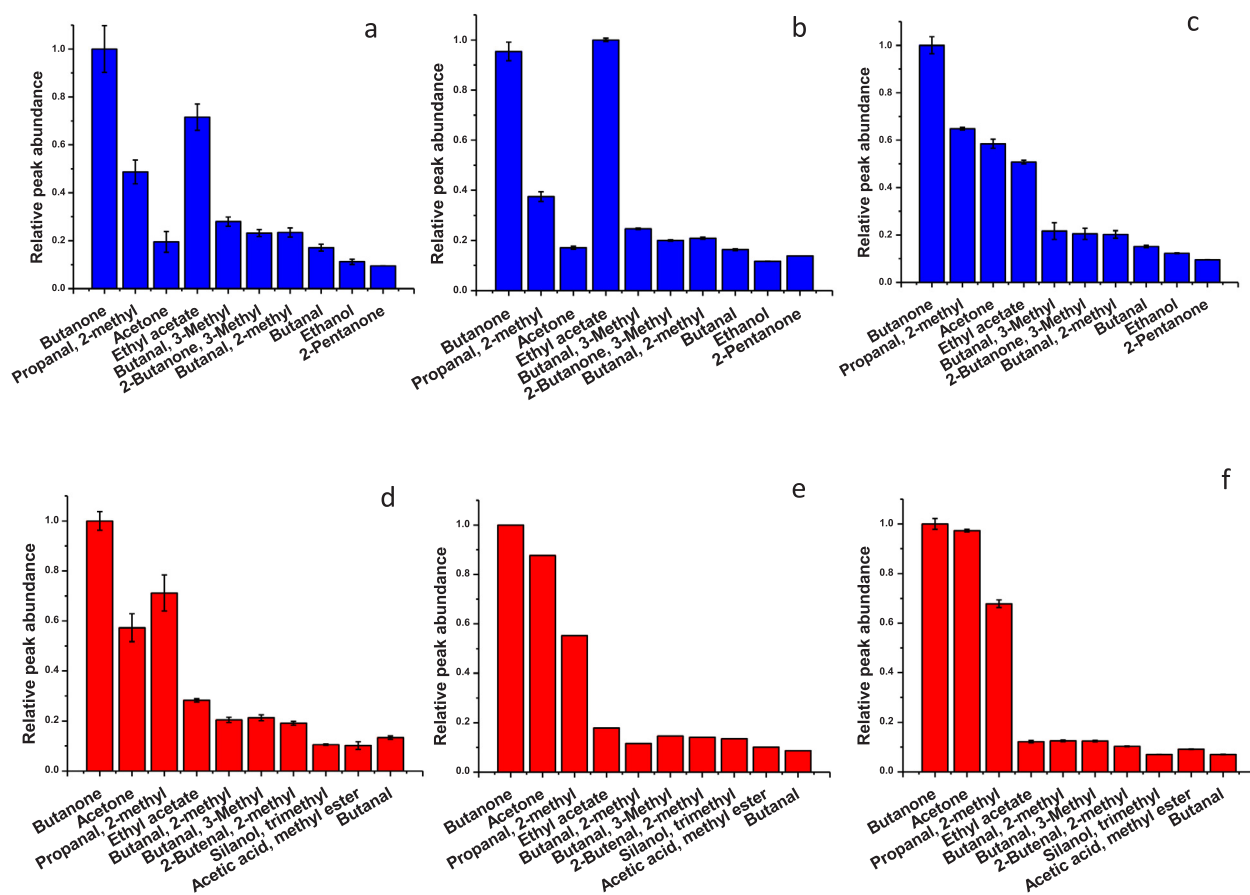 a
Relative peak abundance
1.0
0.8
0.6
0.4
0.2
0.0
Butanone
Propanal, 2-methyl
Acetone
Ethyl acetate
Butanal, 3-Methyl
2-Butanone, 3-Methyl
Butanal, 2-methyl
Butanal
Ethanol
2-Pentanone
b
Relative peak abundance
1.0
0.8
0.6
0.4
0.2
0.0
Butanone
Propanal, 2-methyl
Acetone
Ethyl acetate
Butanal, 3-Methyl
2-Butanone, 3-Methyl
Butanal, 2-methyl
Butanal
Ethanol
2-Pentanone
c
Relative peak abundance
1.0
0.8
0.6
0.4
0.2
0.0
Butanone
Propanal, 2-methyl
Acetone
Ethyl acetate
Butanal, 3-Methyl
2-Butanone, 3-Methyl
Butanal, 2-methyl
Butanal
Ethanol
2-Pentanone
d
Relative peak abundance
1.0
0.8
0.6
0.4
0.2
0.0
Butanone
Acetone
Propanal, 2-methyl
Ethyl acetate
Butanal, 2-methyl
Butanal, 3-Methyl
2-Butenal, 2-methyl
Silanol, trimethyl
Acetic acid, methyl ester
Butanal
e
Relative peak abundance
1.0
0.8
0.6
0.4
0.2
0.0
Butanone
Acetone
Propanal, 2-methyl
Ethyl acetate
Butanal, 2-methyl
Butanal, 3-Methyl
2-Butenal, 2-methyl
Silanol, trimethyl
Acetic acid, methyl ester
Butanal
f
Relative peak abundance
1.0
0.8
0.6
0.4
0.2
0.0
Butanone
Acetone
Propanal, 2-methyl
Ethyl acetate
Butanal, 2-methyl
Butanal, 3-Methyl
2-Butenal, 2-methyl
Silanol, trimethyl
Acetic acid, methyl ester
Butanal